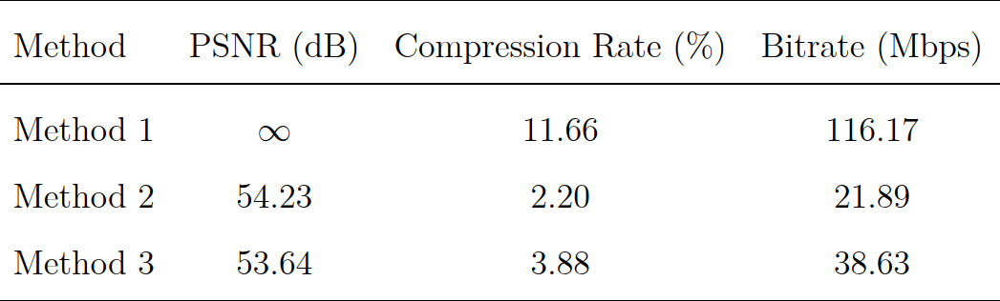 Method PSNR (dB) Compression Rate (%) Bitrate (Mbps)
Method 1 ∞ 11.66 116.17
Method 2 54.23 2.20 21.89
Method 3 53.64 3.88 38.63